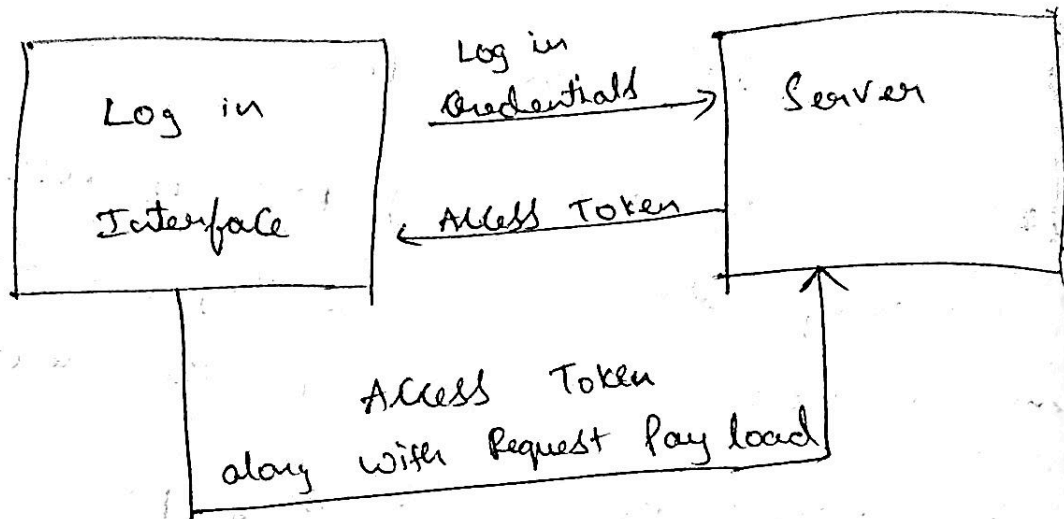 Log in
Interface
Log in
Credentials
Server
Access Token
Access Token
along with Request Pay load